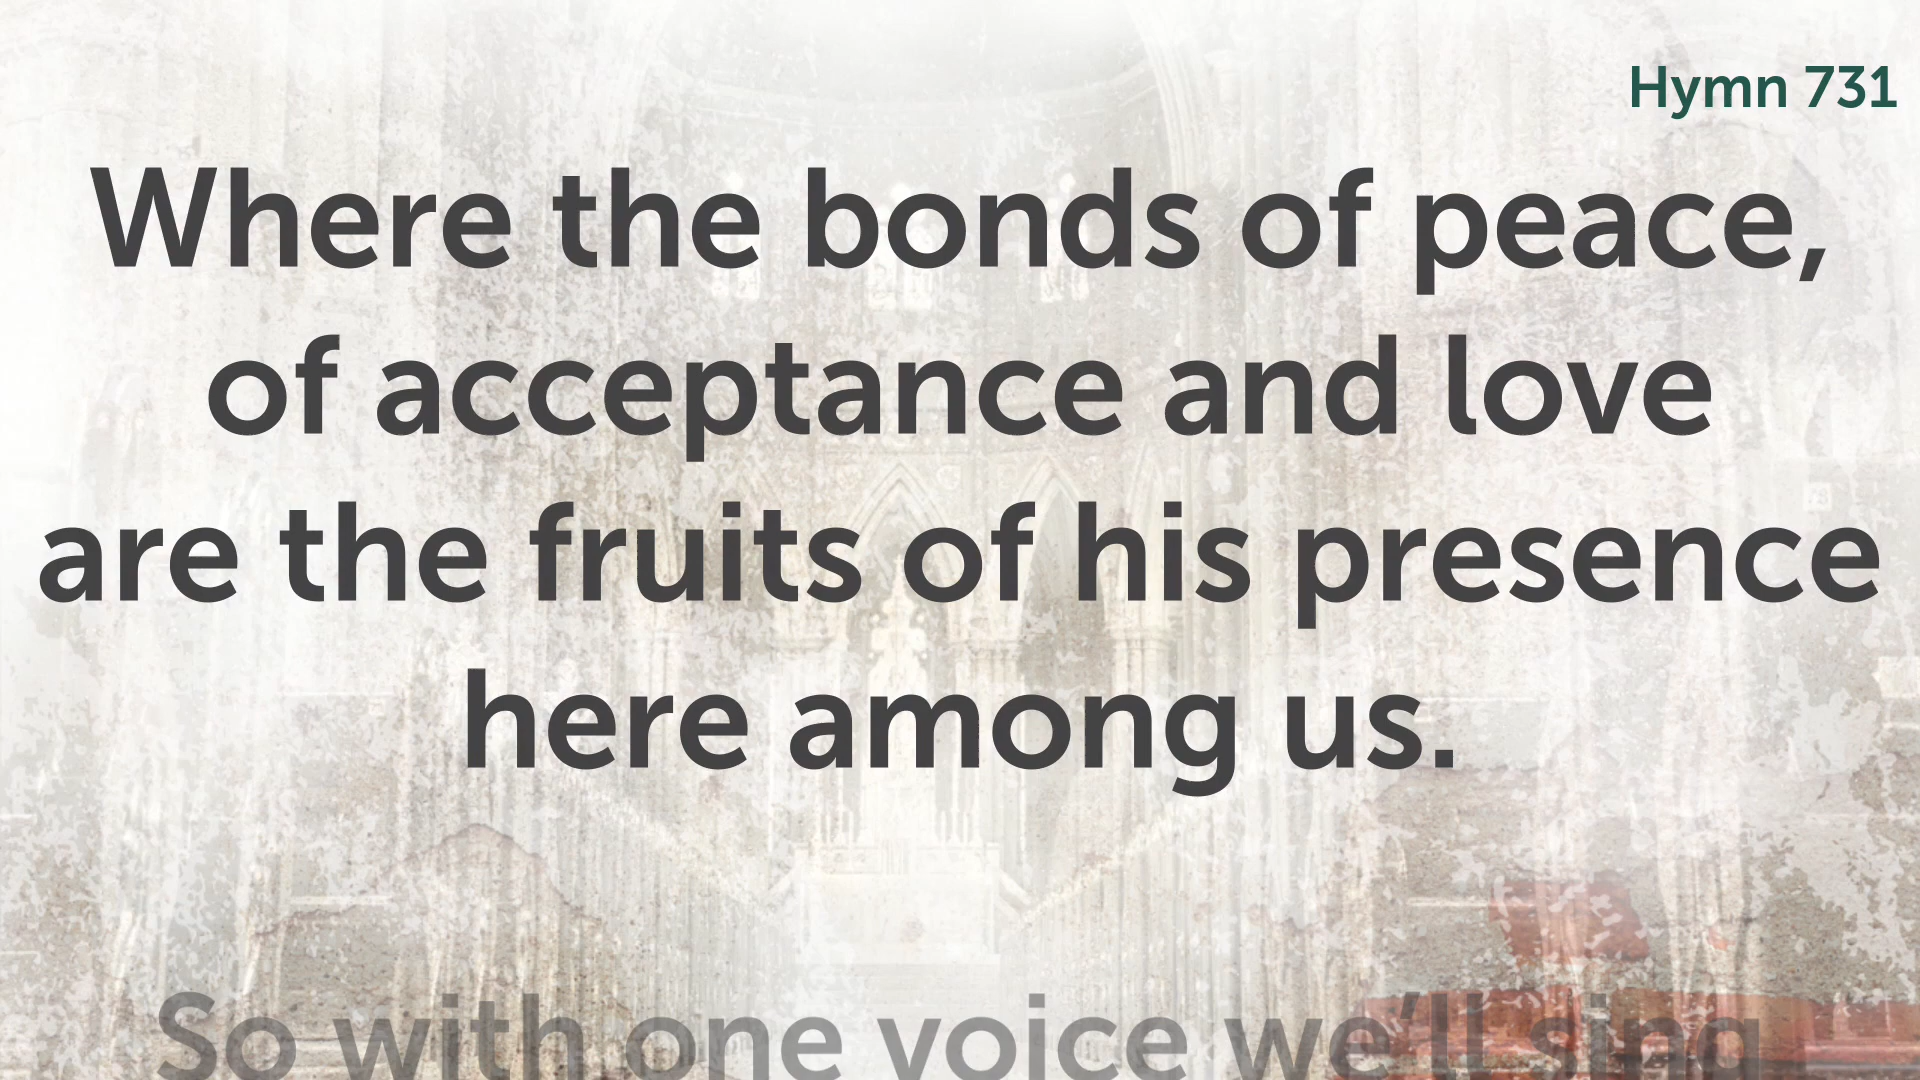 Hymn 731
Where the bonds of peace,
of acceptance and love
are the fruits of his presence
here among us.
So with one voice we’ll sing